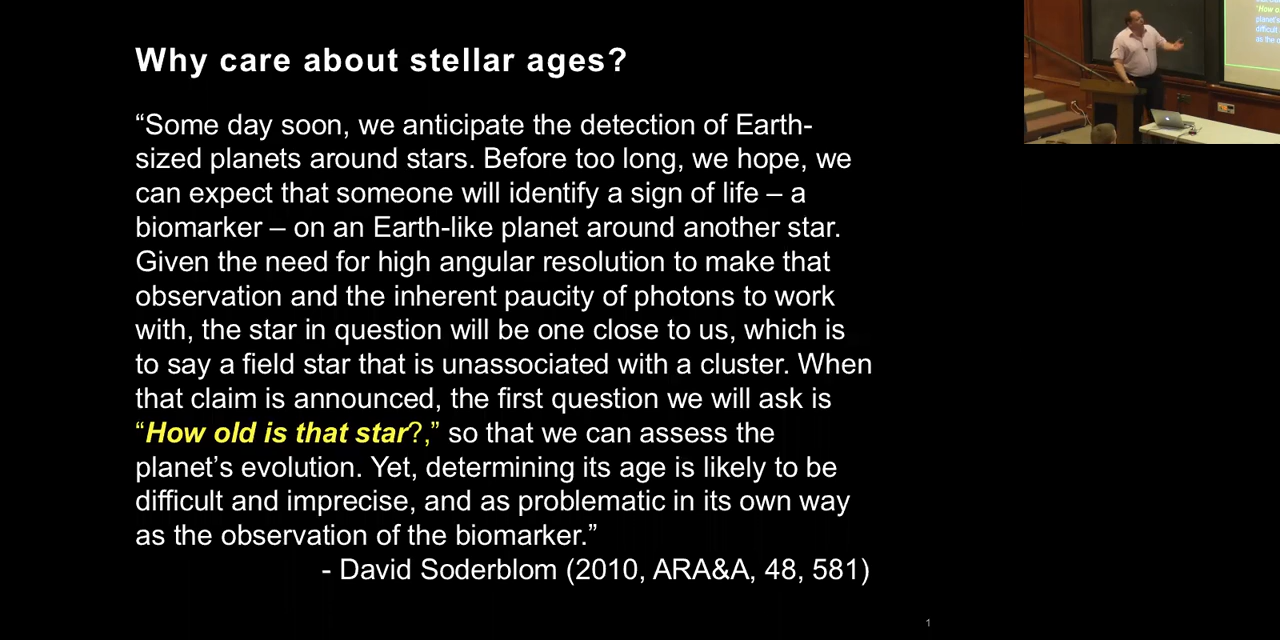 Why care about stellar ages?
“Some day soon, we anticipate the detection of Earth-
sized planets around stars. Before too long, we hope, we
can expect that someone will identify a sign of life – a
biomarker – on an Earth-like planet around another star.
Given the need for high angular resolution to make that
observation and the inherent paucity of photons to work
with, the star in question will be one close to us, which is
to say a field star that is unassociated with a cluster. When
that claim is announced, the first question we will ask is
“How old is that star?,” so that we can assess the
planet’s evolution. Yet, determining its age is likely to be
difficult and imprecise, and as problematic in its own way
as the observation of the biomarker.”
- David Soderblom (2010, ARA&A, 48, 581)
1
"How o
planet's
difficult
as the o